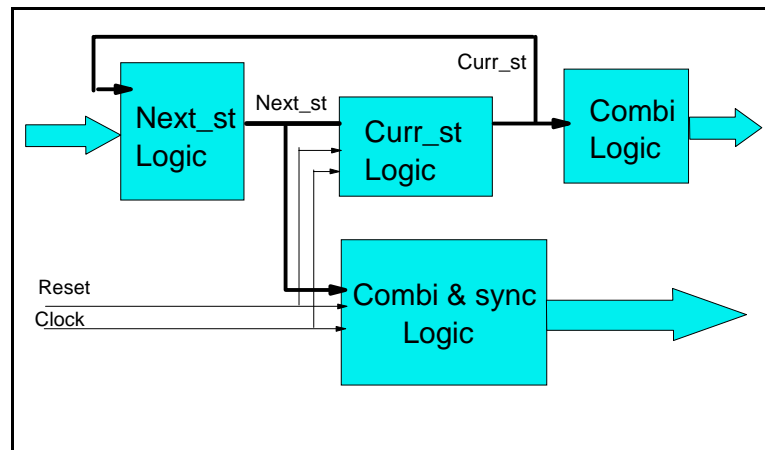 Curr_st
Next_st
Next_st
Logic
Curr_st
Logic
Combi
Logic
Reset
Clock
Combi & sync
Logic